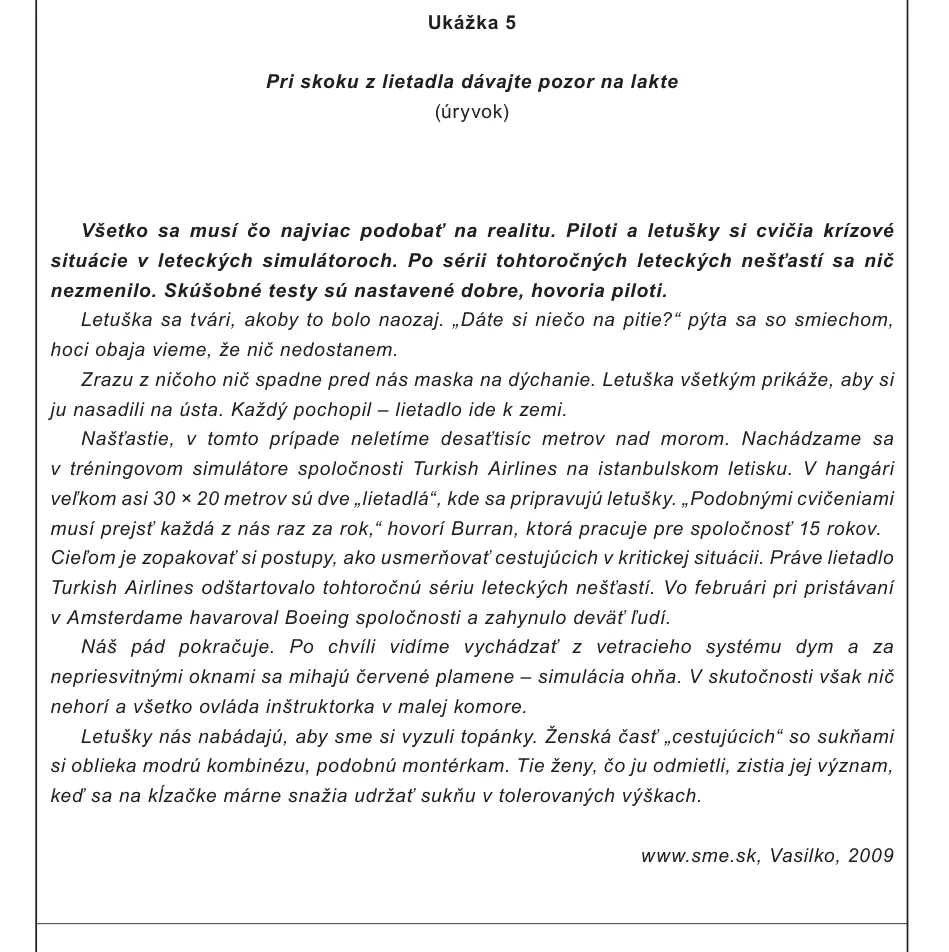 Ukážka 5
Pri skoku z lietadla dávajte pozor na lakte
(úryvok)
Všetko sa musí čo najviac podobať na realitu. Piloti a letušky si cvičia krízové
situácie v leteckých simulátoroch. Po sérii tohtoročných leteckých nešťastí sa nič
nezmenilo. Skúšobné testy sú nastavené dobre, hovoria piloti.
Letuška sa tvári, akoby to bolo naozaj. „Dáte si niečo na pitie?“ pýta sa so smiechom,
hoci obaja vieme, že nič nedostanem.
Zrazu z ničoho nič spadne pred nás maska na dýchanie. Letuška všetkým prikáže, aby si
ju nasadili na ústa. Každý pochopil – lietadlo ide k zemi.
Našťastie, v tomto prípade neletíme desaťtisíc metrov nad morom. Nachádzame sa
v tréningovom simulátore spoločnosti Turkish Airlines na istanbulskom letisku. V hangári
veľkom asi 30 × 20 metrov sú dve „lietadlá“, kde sa pripravujú letušky. „Podobnými cvičeniami
musí prejsť každá z nás raz za rok,“ hovorí Burran, ktorá pracuje pre spoločnosť 15 rokov.
Cieľom je zopakovať si postupy, ako usmerňovať cestujúcich v kritickej situácii. Práve lietadlo
Turkish Airlines odštartovalo tohtoročnú sériu leteckých nešťastí. Vo februári pri pristávaní
v Amsterdame havaroval Boeing spoločnosti a zahynulo deväť ľudí.
Náš pád pokračuje. Po chvíli vidíme vychádzať z vetracieho systému dym a za
nepriesvitnými oknami sa mihajú červené plamene – simulácia ohňa. V skutočnosti však nič
nehorí a všetko ovláda inštruktorka v malej komore.
Letušky nás nabádajú, aby sme si vyzuli topánky. Ženská časť „cestujúcich“ so sukňami
si oblieka modrú kombinézu, podobnú montérkam. Tie ženy, čo ju odmietli, zistia jej význam,
keď sa na kĺzačke márne snažia udržať sukňu v tolerovaných výškach.
www.sme.sk, Vasilko, 2009